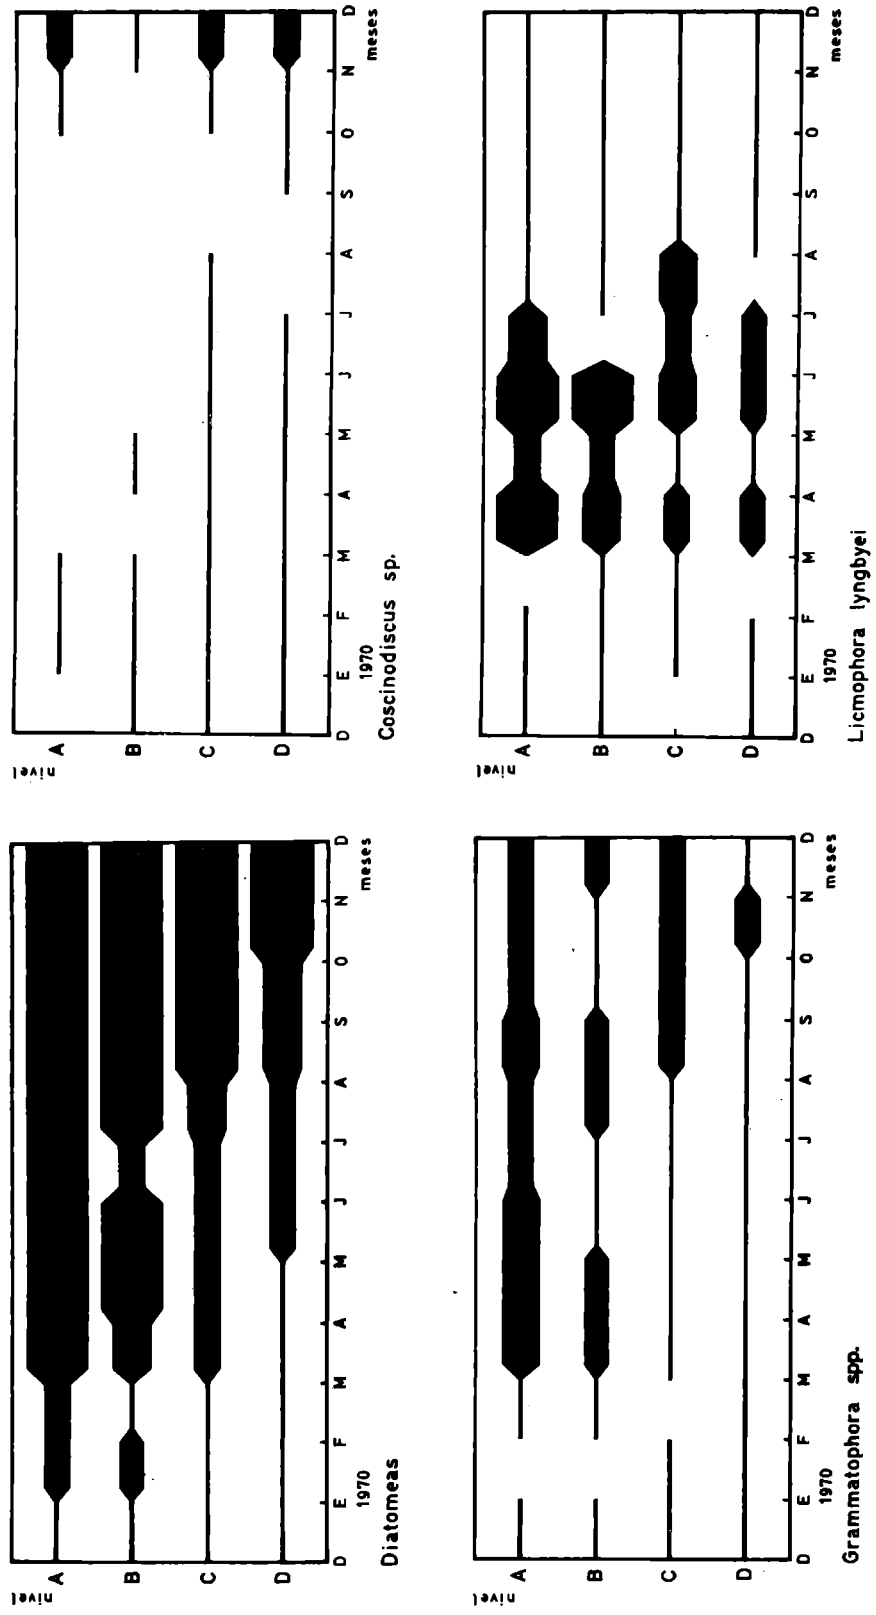 nivel
A
B
C
D
D E F M A M J J A S O N D
1970 meses
Diatomeas
nivel
A
B
C
D
D E F M A M J J A S O N D
1970 meses
Coscinodiscus sp.
nivel
A
B
C
D
D E F M A M J J A S O N D
1970 meses
Grammatophora spp.
nivel
A
B
C
D
D E F M A M J J A S O N D
1970 meses
Licmophora lyngbyei